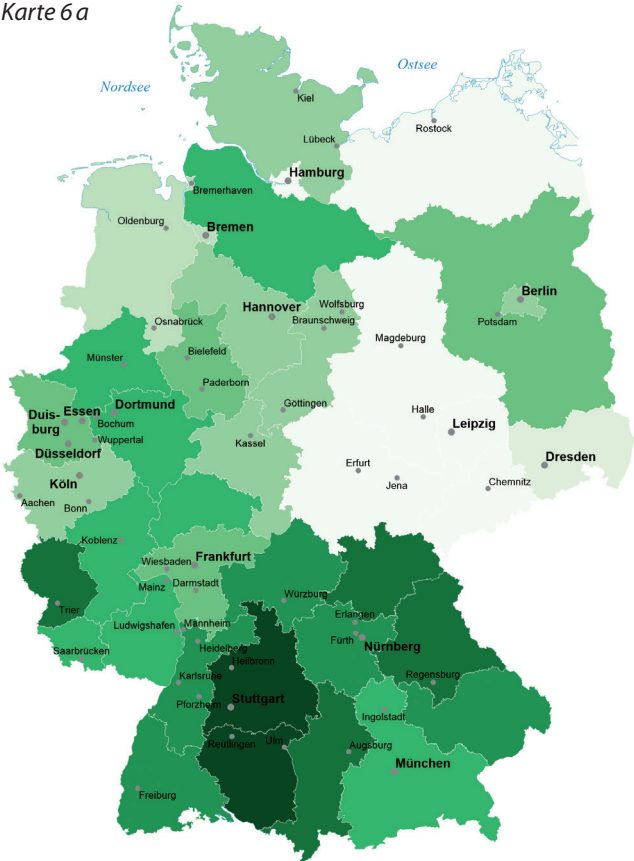 Karte 6 a
Ostsee
Nordsee
Kiel
Rostock
Lübeck
Hamburg
Bremerhaven
Oldenburg
Bremen
Berlin
Wolfsburg
Hannover
Potsdam
Braunschweig
Osnabrück
Magdeburg
Münster
Bielefeld
Paderborn
Dortmund
Göttingen
Duis-
burg
Essen
Bochum
Halle
Leipzig
Wuppertal
Kassel
Düsseldorf
Dresden
Erfurt
Köln
Jena
Chemnitz
Aachen
Bonn
Koblenz
Frankfurt
Wiesbaden
Mainz
Darmstadt
Würzburg
Trier
Erlangen
Ludwigshafen
Mannheim
Fürth
Nürnberg
Heidelberg
Saarbrücken
Heilbronn
Karlsruhe
Regensburg
Stuttgart
Pforzheim
Ingolstadt
Reutlingen
Ulm
Augsburg
München
Freiburg